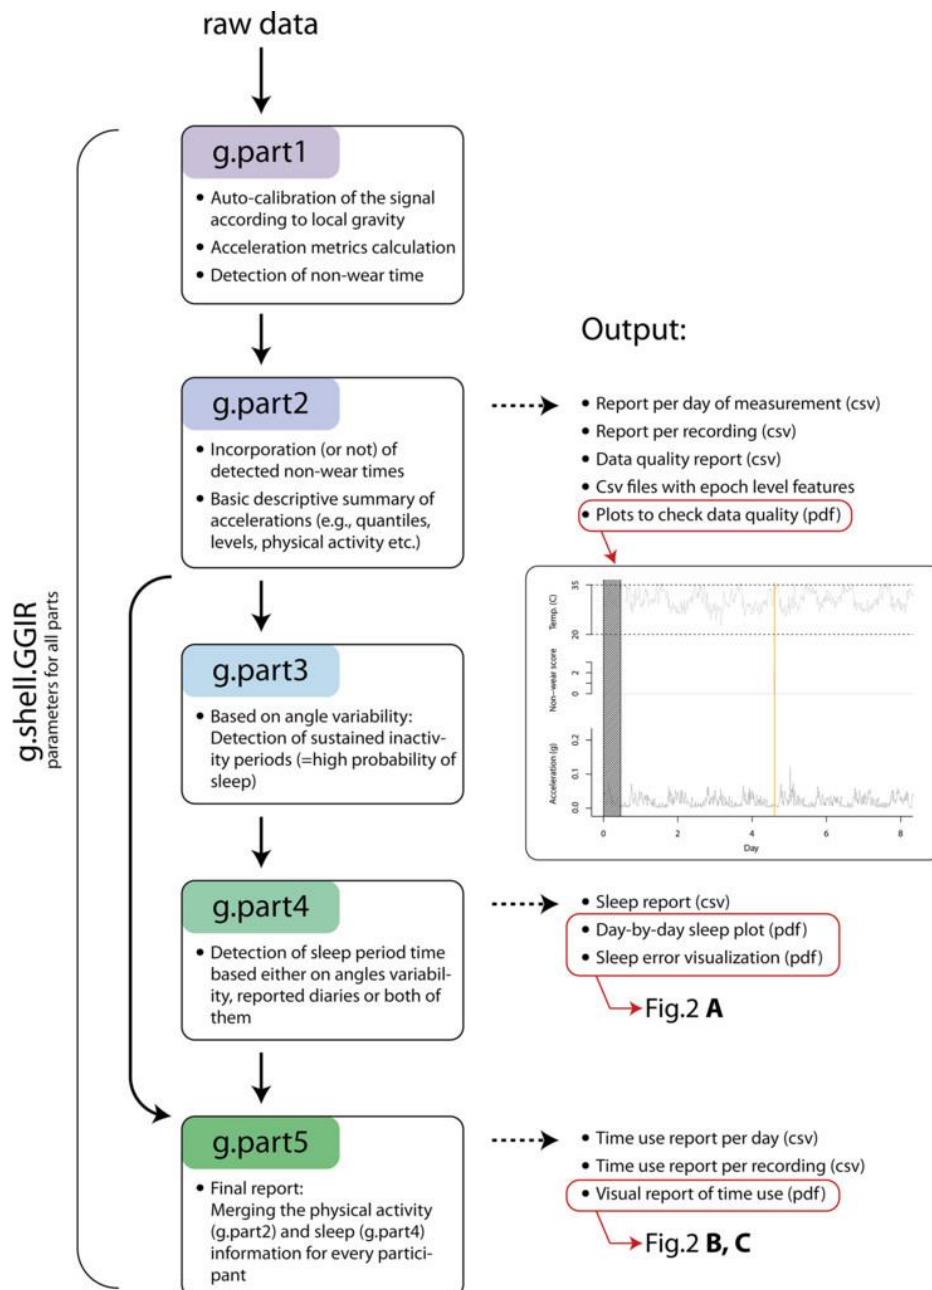 raw data
g.shell.GGIR
parameters for all parts
g.part1
• Auto-calibration of the signal
according to local gravity
• Acceleration metrics calculation
• Detection of non-wear time
g.part2
• Incorporation (or not) of
detected non-wear times
• Basic descriptive summary of
accelerations (e.g., quantiles,
levels, physical activity etc.)
Output:
• Report per day of measurement (csv)
• Report per recording (csv)
• Data quality report (csv)
• Csv files with epoch level features
• Plots to check data quality (pdf)
35
Temp. (C)
20
Non-wear score
2
0
Acceleration (g)
0.2
0.1
0.0
0 2 4 6 8
Day
g.part3
• Based on angle variability:
Detection of sustained inactiv-
ity periods (=high probability of
sleep)
g.part4
• Detection of sleep period time
based either on angles variabil-
ity, reported diaries or both of
them
• Sleep report (csv)
• Day-by-day sleep plot (pdf)
• Sleep error visualization (pdf)
Fig.2 A
g.part5
• Final report:
Merging the physical activity
(g.part2) and sleep (g.part4)
information for every partici-
pant
• Time use report per day (csv)
• Time use report per recording (csv)
• Visual report of time use (pdf)
Fig.2 B, C